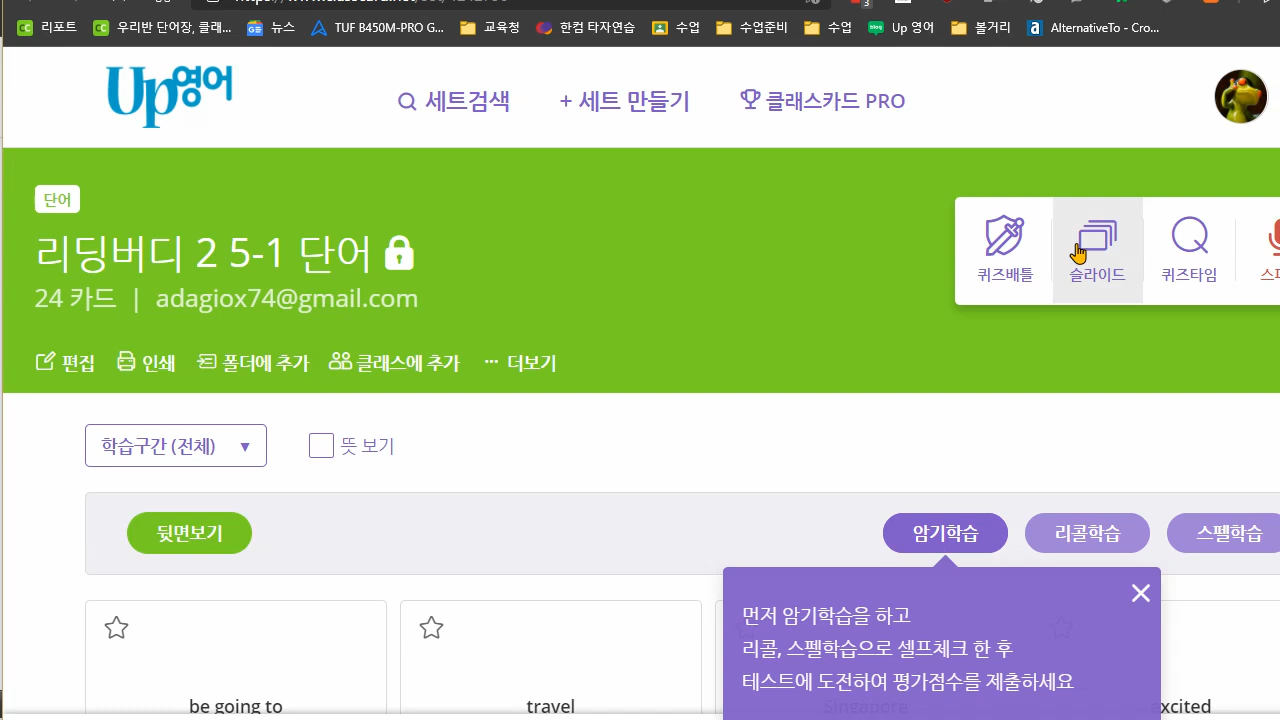 리포트 우리반 단어장, 클래... 뉴스 TUF B450M-PRO G... 교육청 한컴 타자연습 수업 수업준비 수업 Up 영어 볼거리 AlternativeTo - Cro...
Up영어
세트검색 + 세트 만들기 클래스카드 PRO
단어
리딩버디 2 5-1 단어
24 카드 | adagiox74@gmail.com
퀴즈배틀 슬라이드 퀴즈타임
편집 인쇄 폴더에 추가 클래스에 추가 ··· 더보기
학습구간 (전체) ▼ 뜻 보기
뒷면보기 암기학습 리콜학습 스펠학습
먼저 암기학습을 하고
리콜, 스펠학습으로 셀프체크 한 후
테스트에 도전하여 평가점수를 제출하세요
be going to travel Singapore excited